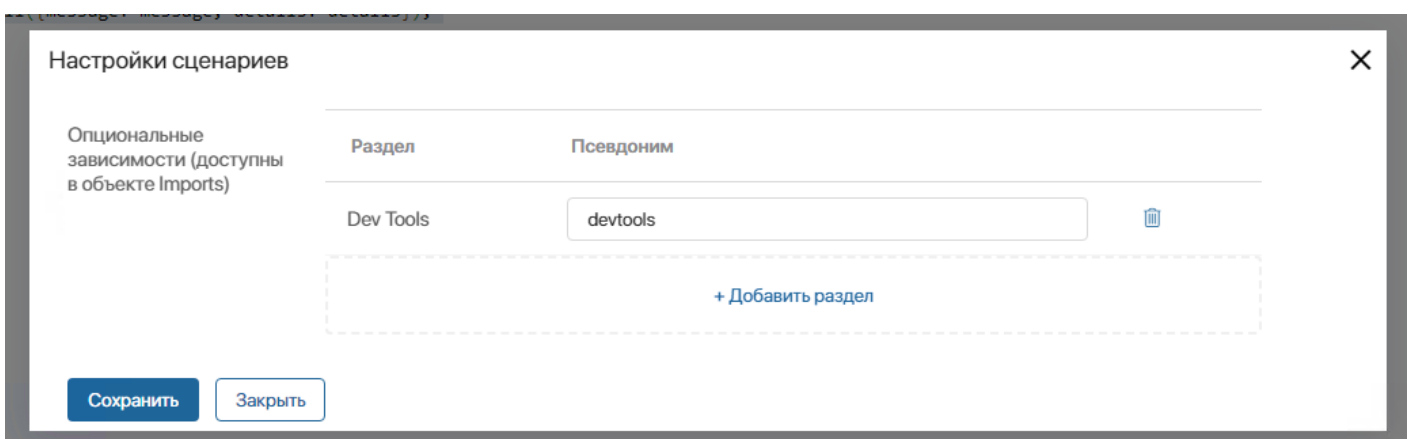 Настройки сценариев
Опциональные
зависимости (доступны
в объекте Imports)
Раздел Псевдоним
Dev Tools devtools
+ Добавить раздел
Сохранить Закрыть